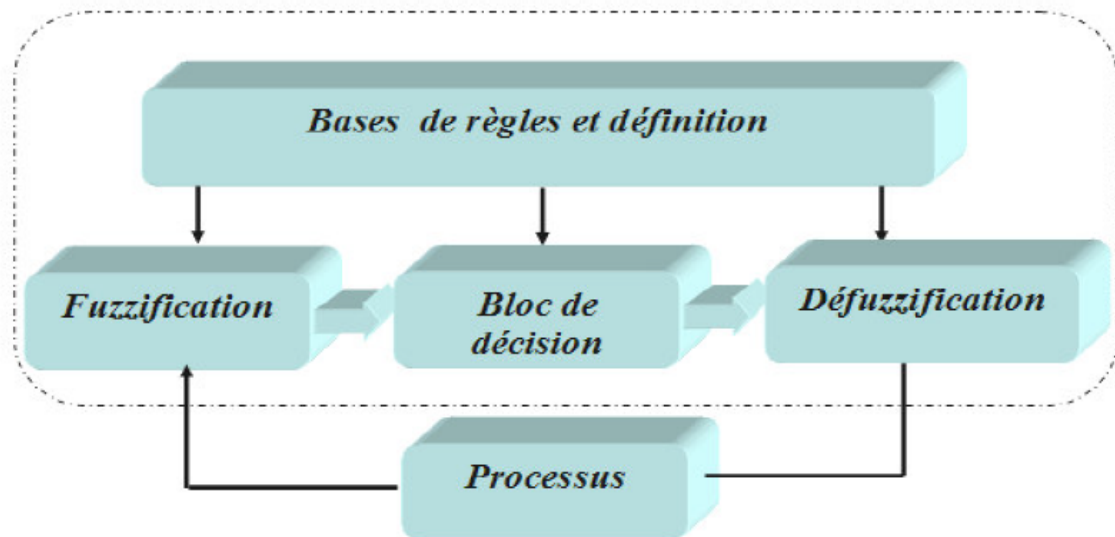 Bases de règles et définition
Fuzzification
Bloc de
décision
Défuzzification
Processus